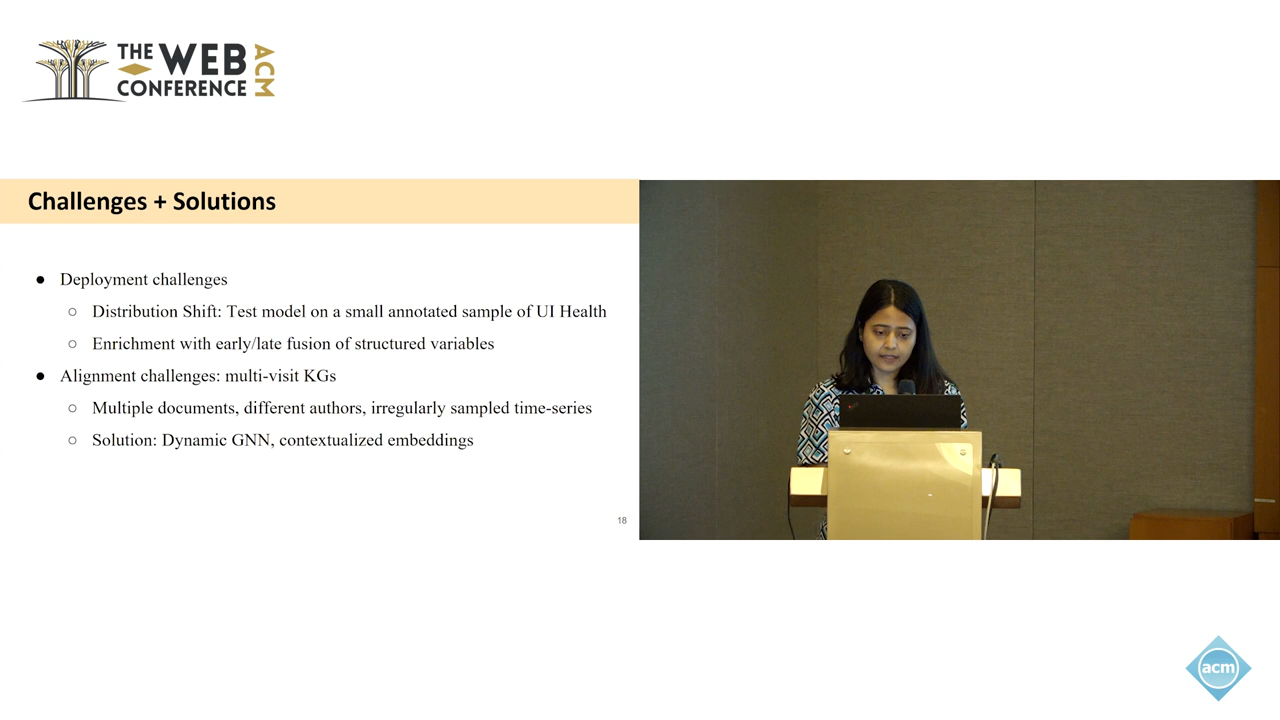 THE WEB
CONFERENCE
ACM
Challenges + Solutions
● Deployment challenges
○ Distribution Shift: Test model on a small annotated sample of UI Health
○ Enrichment with early/late fusion of structured variables
● Alignment challenges: multi-visit KGs
○ Multiple documents, different authors, irregularly sampled time-series
○ Solution: Dynamic GNN, contextualized embeddings
18
acm